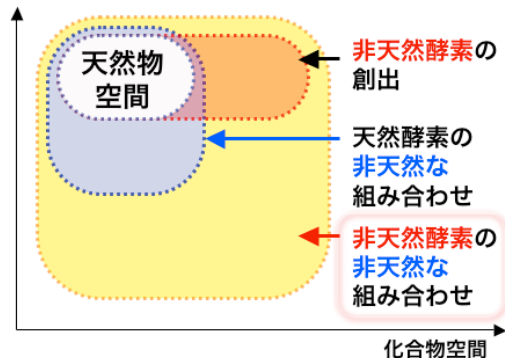 天然物
空間
非天然酵素の
創出
天然酵素の
非天然な
組み合わせ
非天然酵素の
非天然な
組み合わせ
化合物空間